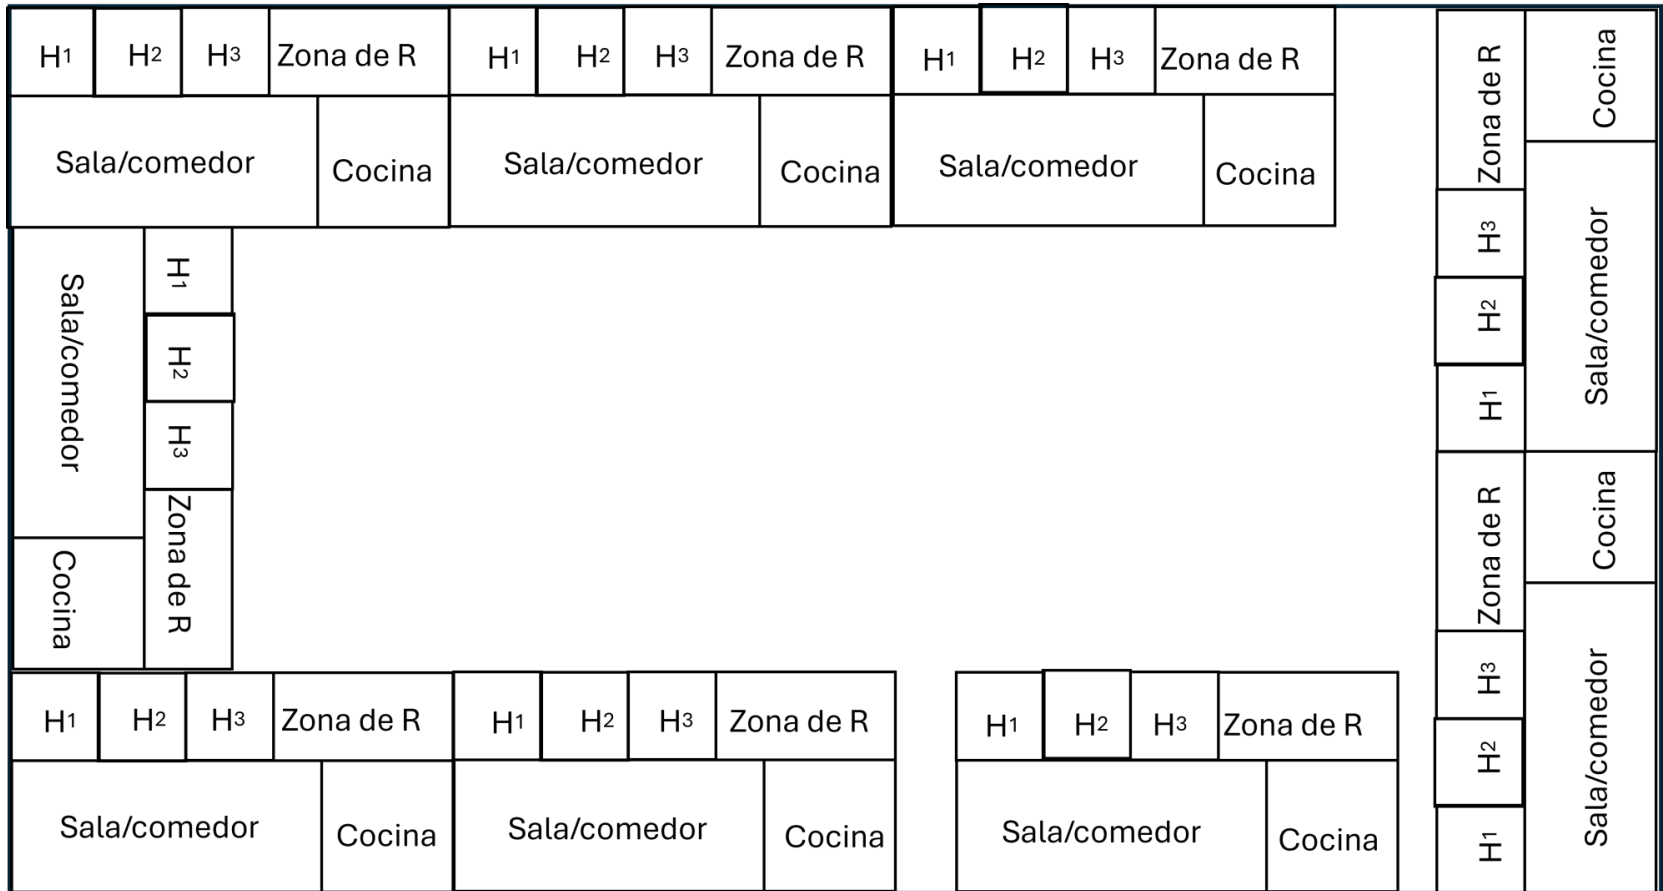 H1 H2 H3 Zona de R H1 H2 H3 Zona de R H1 H2 H3 Zona de R
Sala/comedor Cocina Sala/comedor Cocina Sala/comedor Cocina
Sala/comedor
Cocina
H1
H2
H3
Zona de R
Zona de R
H3
H2
H1
Zona de R
H3
H2
H1
Cocina
Sala/comedor
Cocina
Sala/comedor
H1 H2 H3 Zona de R H1 H2 H3 Zona de R H1 H2 H3 Zona de R
Sala/comedor Cocina Sala/comedor Cocina Sala/comedor Cocina